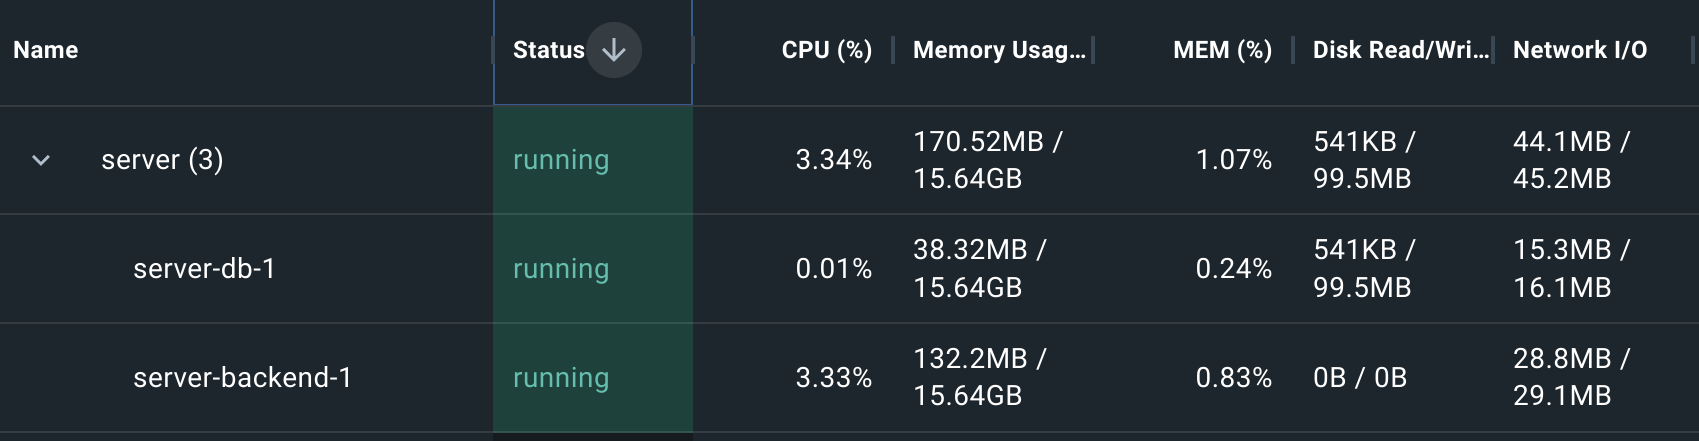 Name Status CPU (%) Memory Usag... MEM (%) Disk Read/Wri... Network I/O
server (3) running 3.34% 170.52MB / 15.64GB 1.07% 541KB / 99.5MB 44.1MB / 45.2MB
server-db-1 running 0.01% 38.32MB / 15.64GB 0.24% 541KB / 99.5MB 15.3MB / 16.1MB
server-backend-1 running 3.33% 132.2MB / 15.64GB 0.83% 0B / 0B 28.8MB / 29.1MB